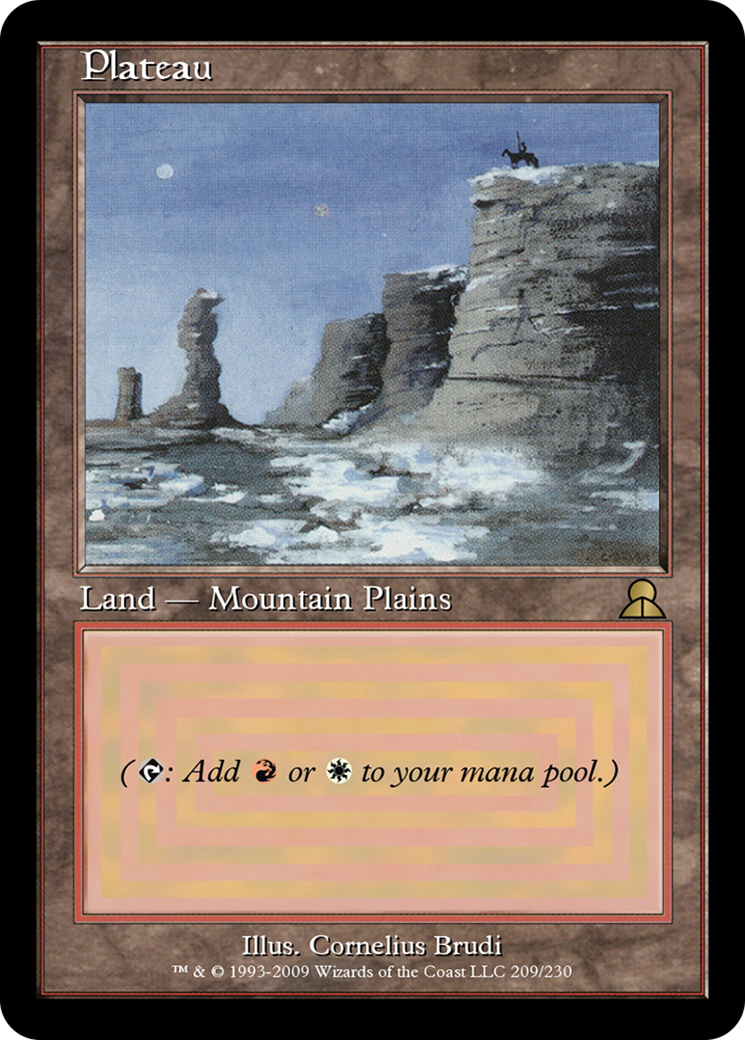 Plateau
Land — Mountain Plains
( : Add  or  to your mana pool.)
Illus. Cornelius Brudi
™ & © 1993-2009 Wizards of the Coast LLC 209/230